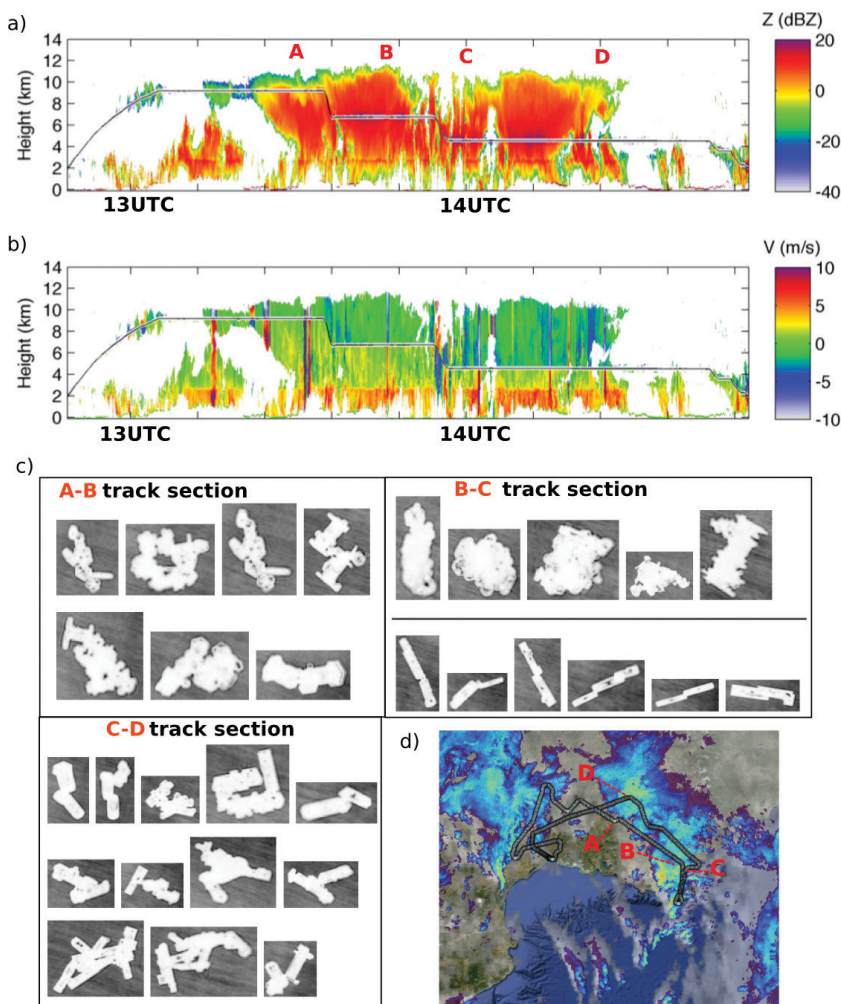 a)
Z (dBZ)
A B C D
14
12
10
8
6
4
2
0
Height (km)
20
0
-20
-40
13UTC 14UTC
b)
V (m/s)
14
12
10
8
6
4
2
0
Height (km)
10
5
0
-5
-10
13UTC 14UTC
c)
A-B track section
B-C track section
C-D track section
d)
D
A
B
C